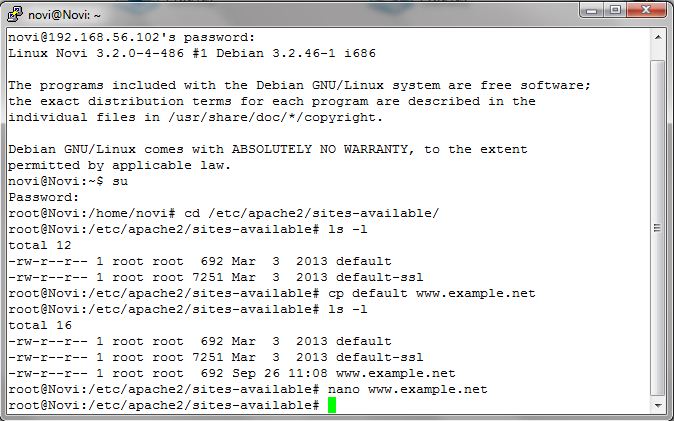 novi@Novi: ~
novi@192.168.56.102's password:
Linux Novi 3.2.0-4-486 #1 Debian 3.2.46-1 i686
The programs included with the Debian GNU/Linux system are free software;
the exact distribution terms for each program are described in the
individual files in /usr/share/doc/*/copyright.
Debian GNU/Linux comes with ABSOLUTELY NO WARRANTY, to the extent
permitted by applicable law.
novi@Novi:~$ su
Password:
root@Novi:/home/novi# cd /etc/apache2/sites-available/
root@Novi:/etc/apache2/sites-available# ls -l
total 12
-rw-r--r-- 1 root root  692 Mar  3  2013 default
-rw-r--r-- 1 root root 7251 Mar  3  2013 default-ssl
root@Novi:/etc/apache2/sites-available# cp default www.example.net
root@Novi:/etc/apache2/sites-available# ls -l
total 16
-rw-r--r-- 1 root root  692 Mar  3  2013 default
-rw-r--r-- 1 root root 7251 Mar  3  2013 default-ssl
-rw-r--r-- 1 root root  692 Sep 26 11:08 www.example.net
root@Novi:/etc/apache2/sites-available# nano www.example.net
root@Novi:/etc/apache2/sites-available#